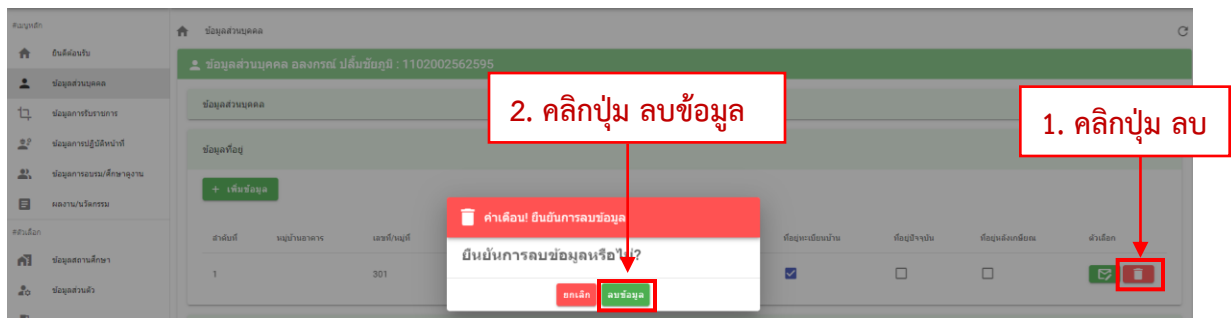 คเมนูหลัก
ข้อมูลส่วนบุคคล
ยินดีต้อนรับ
ข้อมูลส่วนบุคคล อลงกรณ์ ปลื้มชัยภูมิ : 1102002562595
ข้อมูลส่วนบุคคล
ข้อมูลส่วนบุคคล
2. คลิกปุ่ม ลบข้อมูล
1. คลิกปุ่ม ลบ
ข้อมูลการรับราชการ
ข้อมูลการปฏิบัติหน้าที่
ข้อมูลที่อยู่
ข้อมูลการอบรม/ศึกษาดูงาน
+ เพิ่มข้อมูล
ผลงาน/นวัตกรรม
คำเตือน! ยืนยันการลบข้อมูล
ลำดับที่ หมู่บ้านอาคาร เลขที่/หมู่ที่ ที่อยู่ทะเบียนบ้าน ที่อยู่ปัจจุบัน ที่อยู่หลังเกษียณ ตัวเลือก
ยืนยันการลบข้อมูลหรือไม่?
ข้อมูลสถานศึกษา
1 301
ยกเลิก ลบข้อมูล
ข้อมูลส่วนตัว